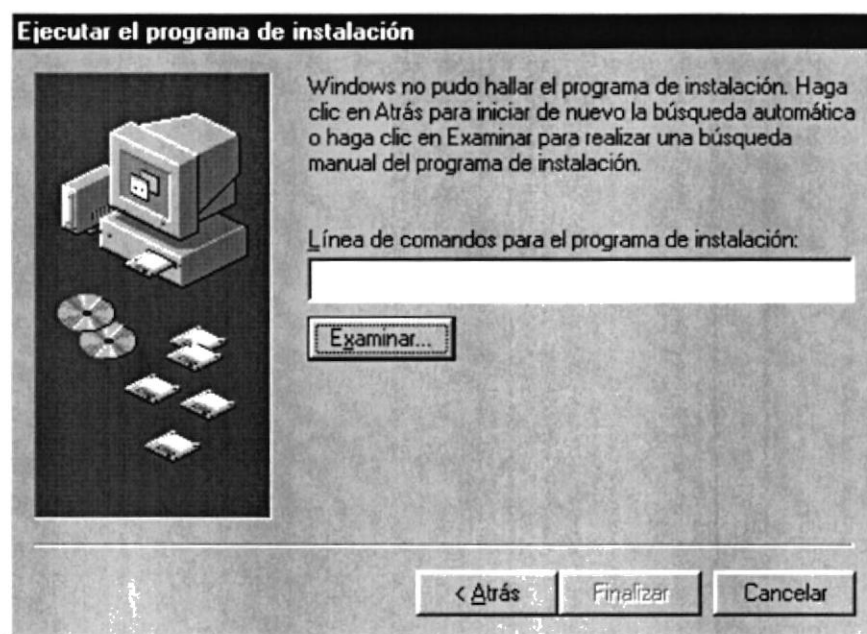 Ejecutar el programa de instalación
Windows no pudo hallar el programa de instalación. Haga
clic en Atrás para iniciar de nuevo la búsqueda automática
o haga clic en Examinar para realizar una búsqueda
manual del programa de instalación.
Línea de comandos para el programa de instalación:
Examinar...
< Atrás
Finalizar
Cancelar